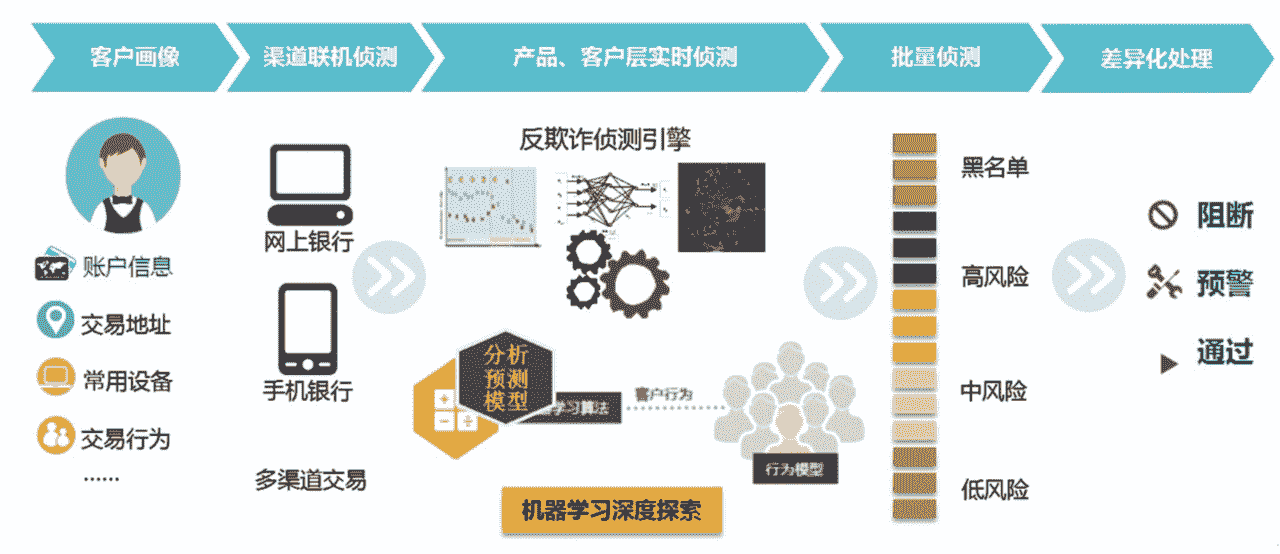 客户画像
渠道联机侦测
产品、客户层实时侦测
批量侦测
差异化处理
账户信息
交易地址
常用设备
交易行为
……
网上银行
手机银行
多渠道交易
反欺诈侦测引擎
分析
预测
模型
学习算法
客户行为
行为模型
机器学习深度探索
黑名单
高风险
中风险
低风险
阻断
预警
通过